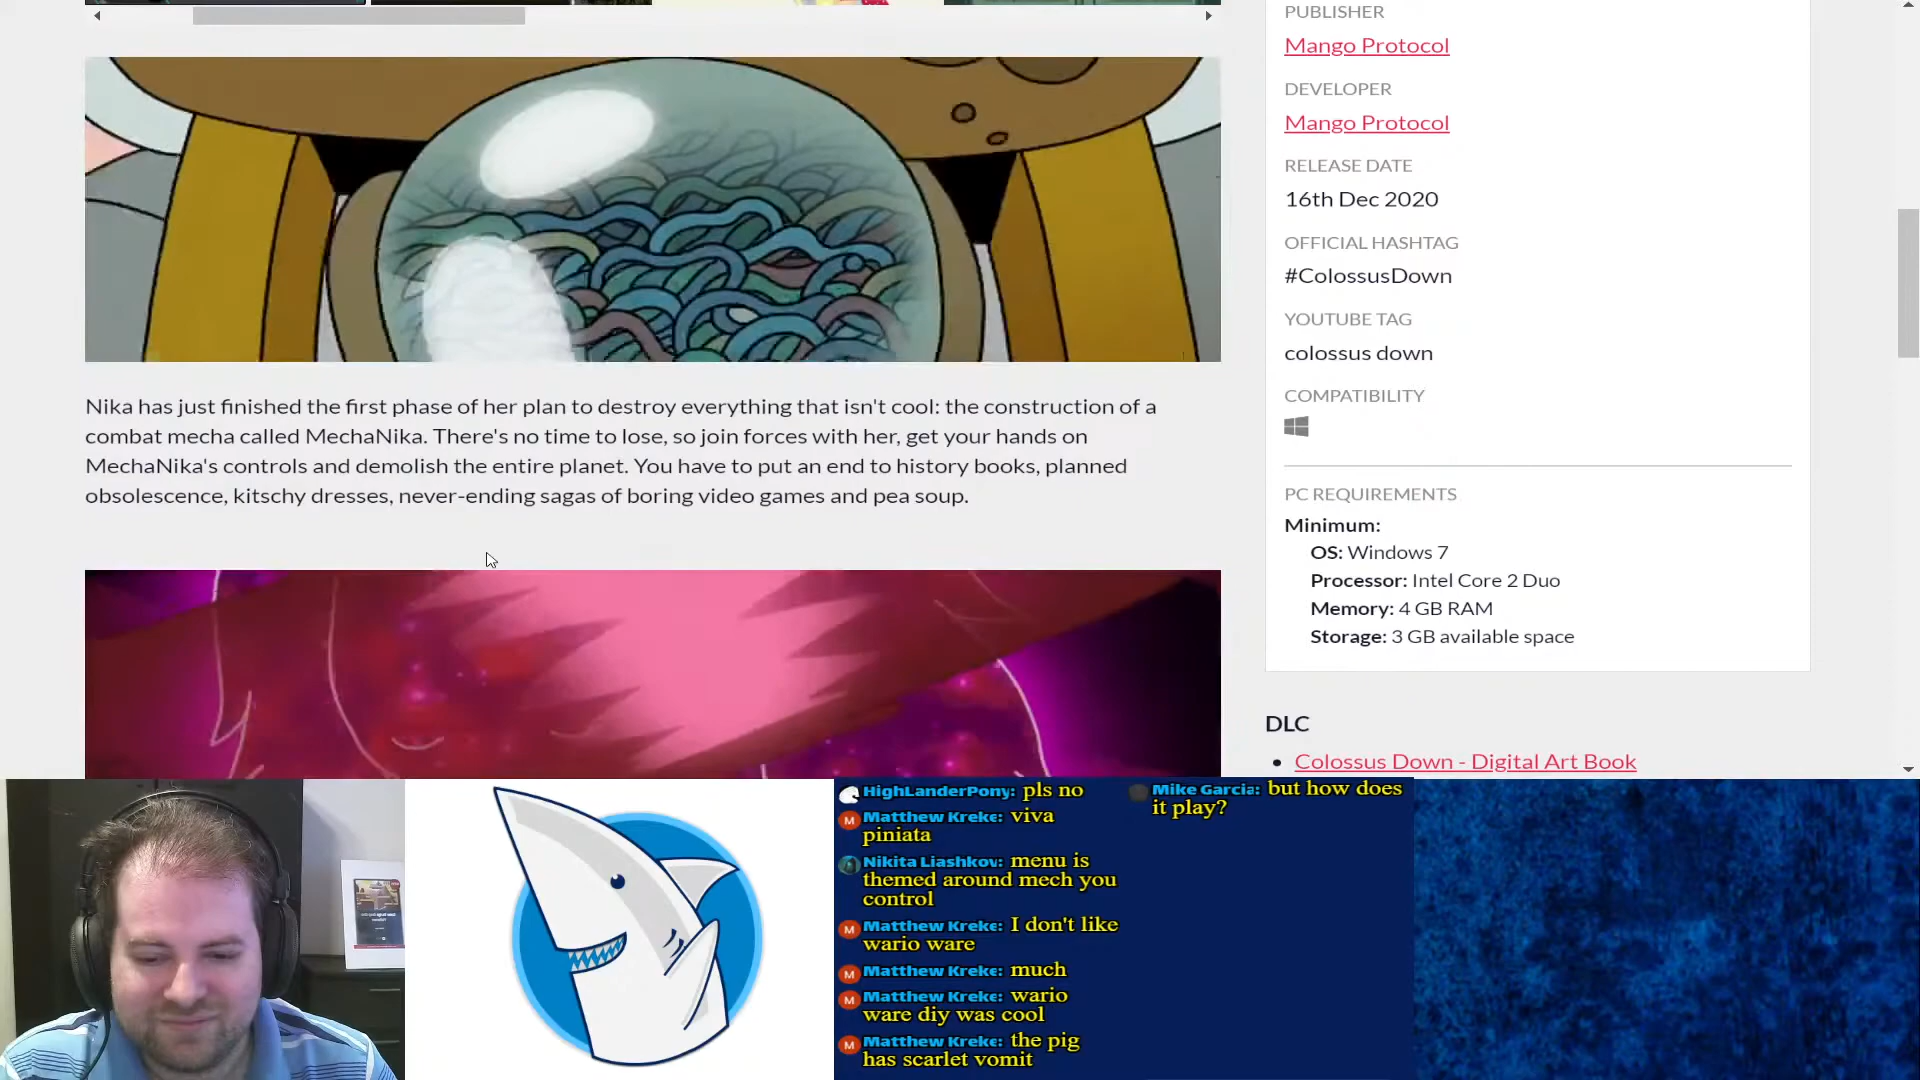 Nika has just finished the first phase of her plan to destroy everything that isn't cool: the construction of a
combat mecha called MechaNika. There's no time to lose, so join forces with her, get your hands on
MechaNika's controls and demolish the entire planet. You have to put an end to history books, planned
obsolescence, kitschy dresses, never-ending sagas of boring video games and pea soup.
PUBLISHER
Mango Protocol
DEVELOPER
Mango Protocol
RELEASE DATE
16th Dec 2020
OFFICIAL HASHTAG
#ColossusDown
YOUTUBE TAG
colossus down
COMPATIBILITY
PC REQUIREMENTS
Minimum:
OS: Windows 7
Processor: Intel Core 2 Duo
Memory: 4 GB RAM
Storage: 3 GB available space
DLC
Colossus Down - Digital Art Book
HighLanderPony: pls no
M Matthew Kreke: viva
piniata
Nikita Liashkov: menu is
themed around mech you
control
M Matthew Kreke: I don't like
wario ware
M Matthew Kreke: much
M Matthew Kreke: wario
ware diy was cool
M Matthew Kreke: the pig
has scarlet vomit
Mike Garcia: but how does
it play?